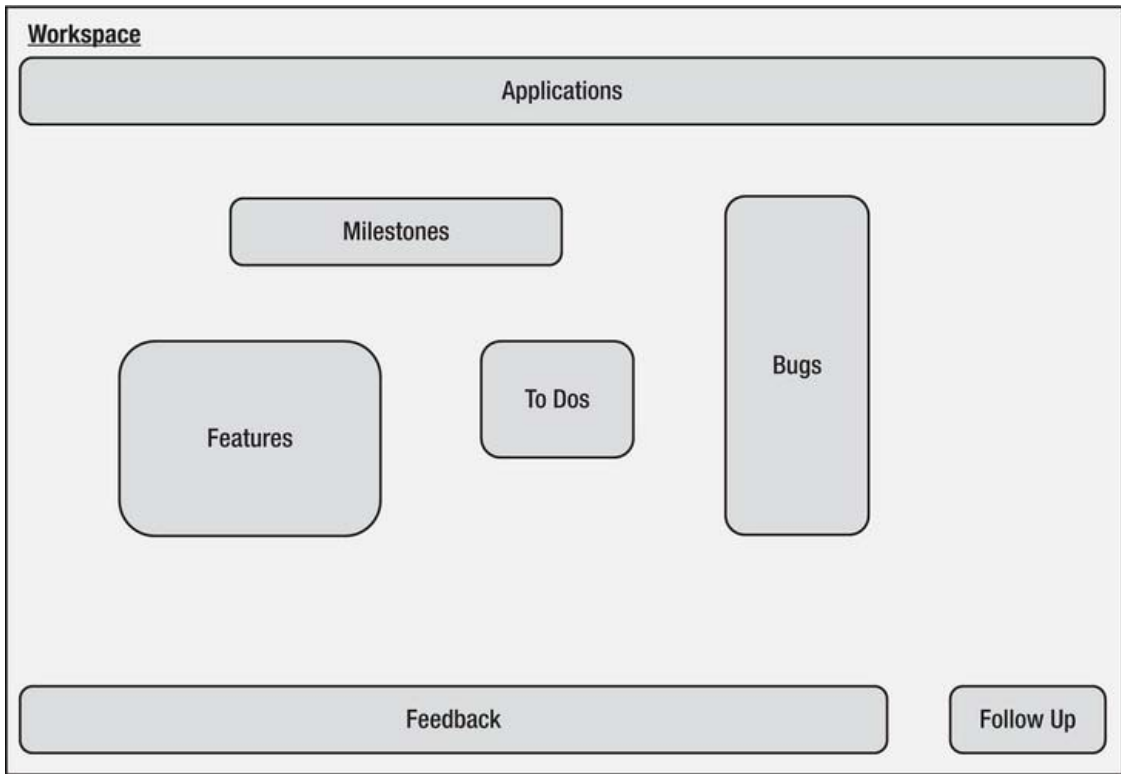 Workspace
Applications
Milestones
Bugs
To Dos
Features
Feedback
Follow Up